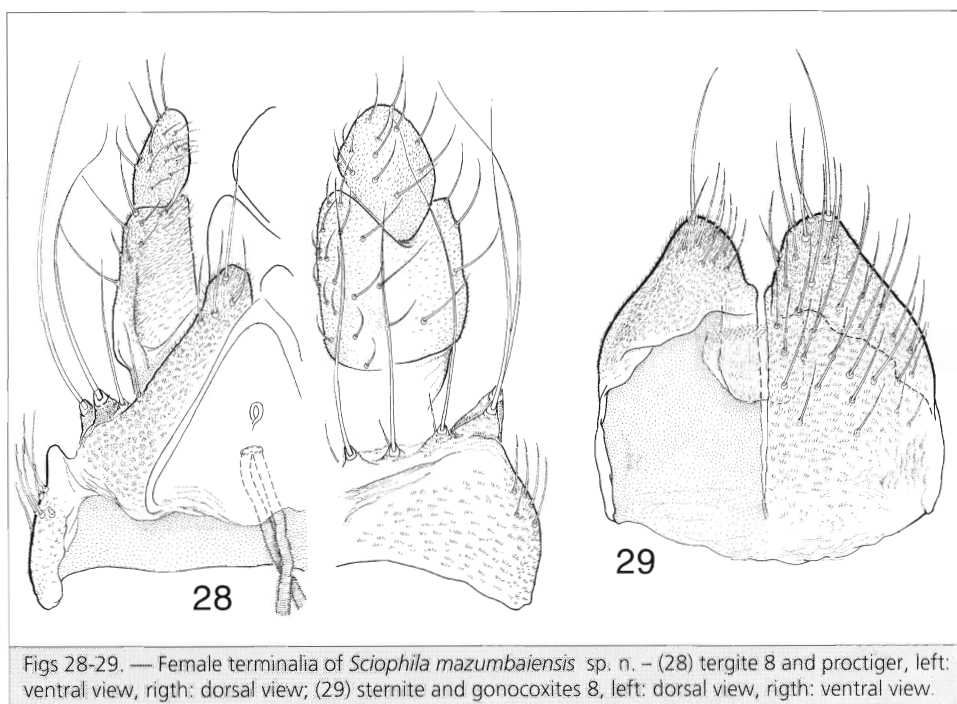 28
29
Figs 28-29. — Female terminalia of Sciophila mazumbaiensis sp. n. – (28) tergite 8 and proctiger, left:
ventral view, rigth: dorsal view; (29) sternite and gonocoxites 8, left: dorsal view, rigth: ventral view.